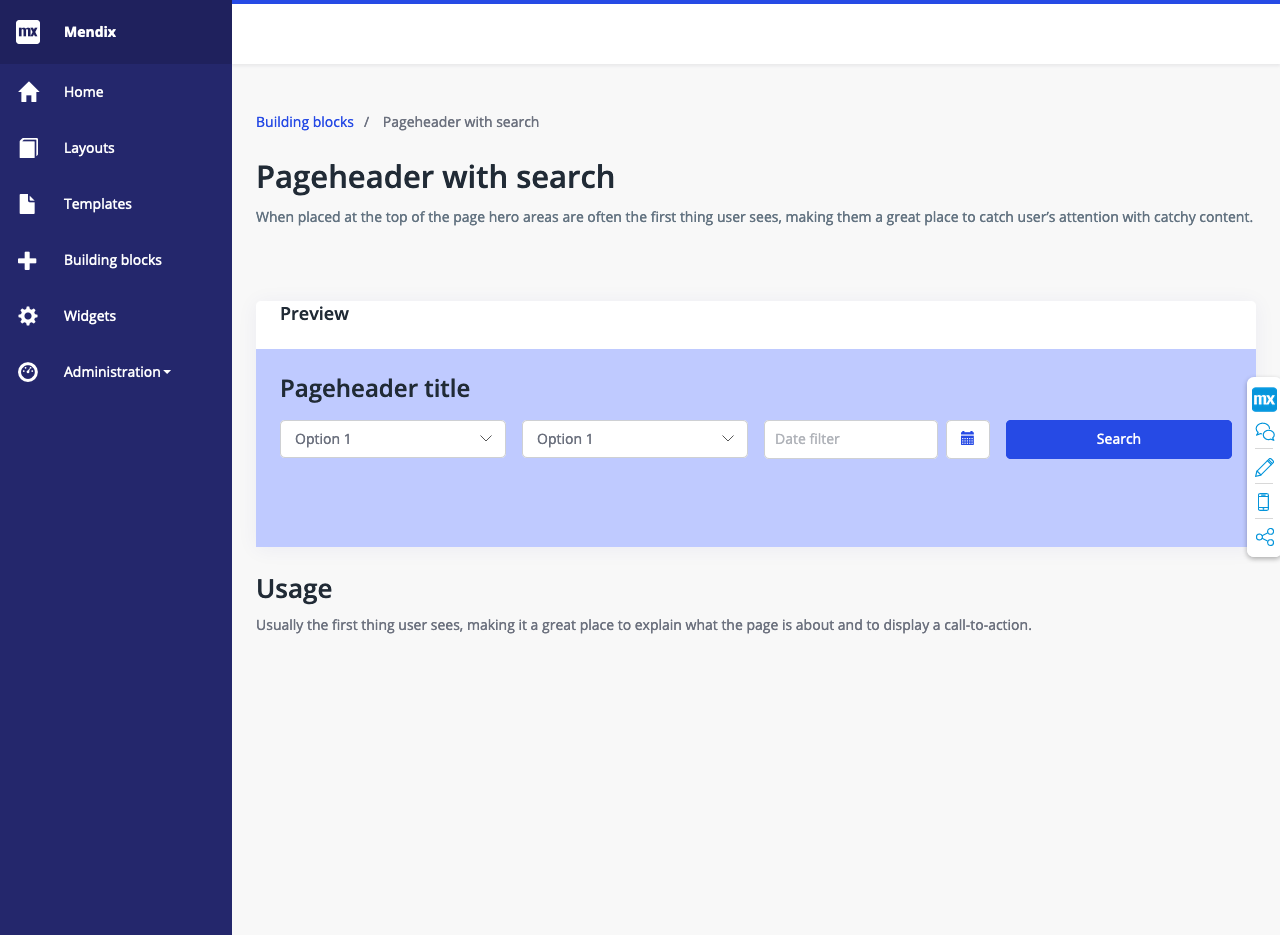 mx Mendix
Home
Layouts
Templates
Building blocks
Widgets
Administration
Building blocks / Pageheader with search
Pageheader with search
When placed at the top of the page hero areas are often the first thing user sees, making them a great place to catch user’s attention with catchy content.
Preview
Pageheader title
Option 1 Option 1 Date filter Search
mx
Usage
Usually the first thing user sees, making it a great place to explain what the page is about and to display a call-to-action.